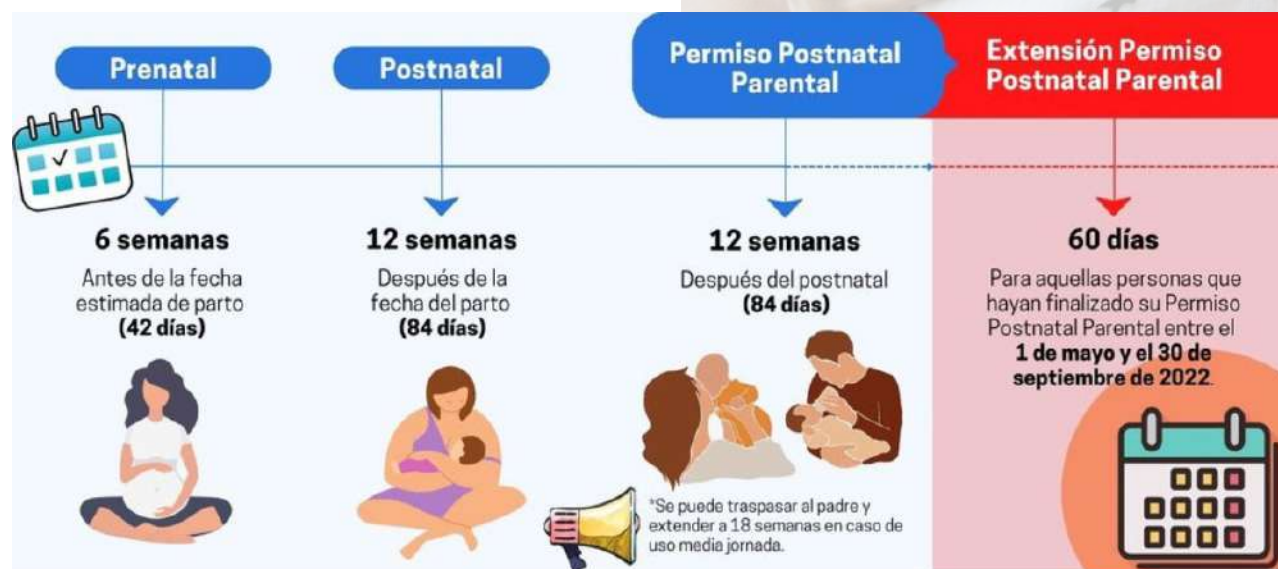 Prenatal
6 semanas
Antes de la fecha
estimada de parto
(42 días)
Postnatal
12 semanas
Después de la
fecha del parto
(84 días)
Permiso Postnatal
Parental
12 semanas
Después del postnatal
(84 días)
*Se puede traspasar al padre y
extender a 18 semanas en caso de
uso media jornada.
Extensión Permiso
Postnatal Parental
60 días
Para aquellas personas que
hayan finalizado su Permiso
Postnatal Parental entre el
1 de mayo y el 30 de
septiembre de 2022.